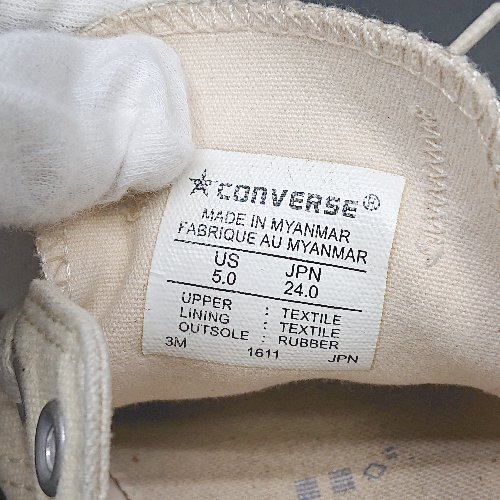 CONVERSE®
MADE IN MYANMAR
FABRIQUE AU MYANMAR
US JPN
5.0 24.0
UPPER : TEXTILE
LINING : TEXTILE
OUTSOLE : RUBBER
3M 1611 JPN